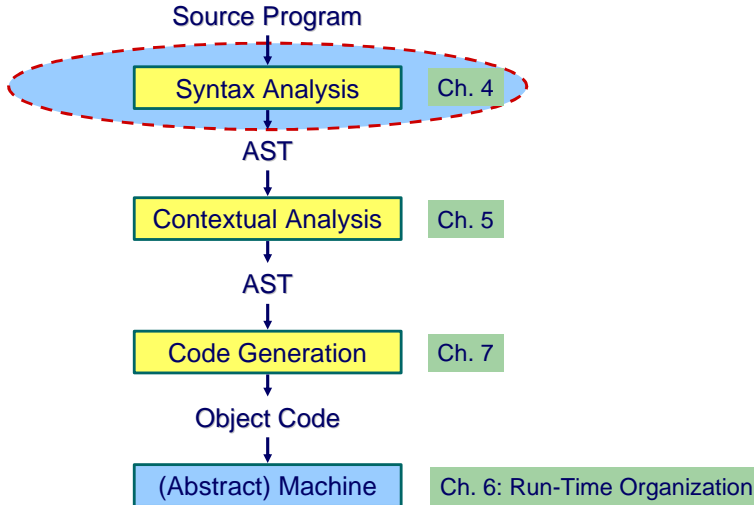 Source Program
Syntax Analysis
Ch. 4
AST
Contextual Analysis
Ch. 5
AST
Code Generation
Ch. 7
Object Code
(Abstract) Machine
Ch. 6: Run-Time Organization